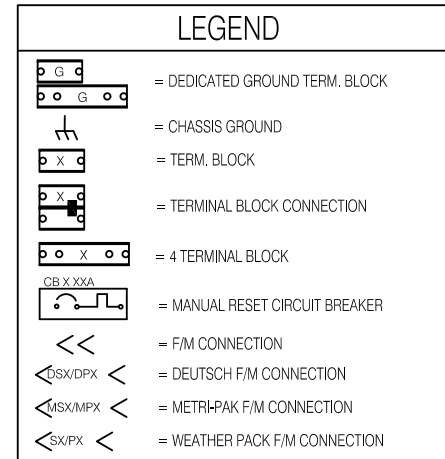 LEGEND
G
G
= DEDICATED GROUND TERM. BLOCK
= CHASSIS GROUND
X = TERM. BLOCK
X = TERMINAL BLOCK CONNECTION
X = 4 TERMINAL BLOCK
CB X XXA
= MANUAL RESET CIRCUIT BREAKER
<< = F/M CONNECTION
<DSX/DPX < = DEUTSCH F/M CONNECTION
<MSX/MPX < = METRI-PAK F/M CONNECTION
<SX/PX < = WEATHER PACK F/M CONNECTION